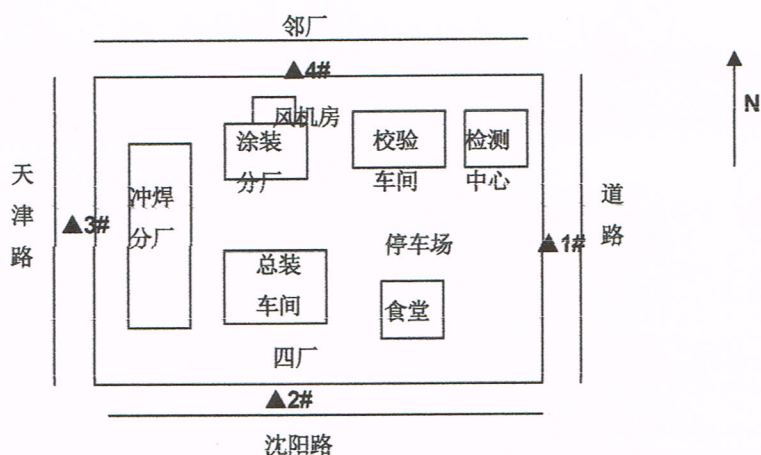 邻厂
▲4#
N
风机房
涂装
分厂
校验
车间
检测
中心
天
津
路
冲焊
分厂
▲3#
道
路
停车场
▲1#
总装
车间
食堂
四厂
▲2#
沈阳路